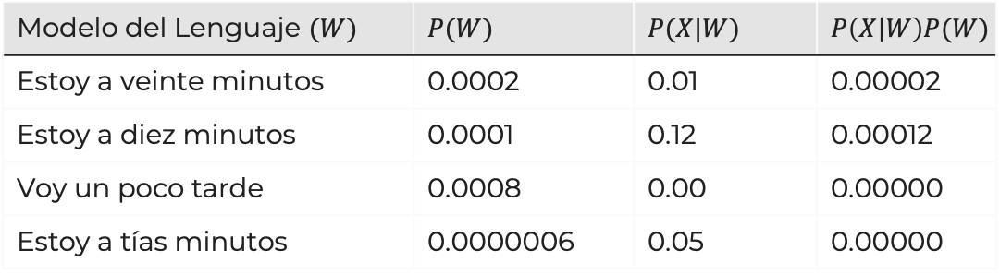 Modelo del Lenguaje (W) P(W) P(X|W) P(X|W)P(W)
Estoy a veinte minutos 0.0002 0.01 0.00002
Estoy a diez minutos 0.0001 0.12 0.00012
Voy un poco tarde 0.0008 0.00 0.00000
Estoy a tías minutos 0.0000006 0.05 0.00000